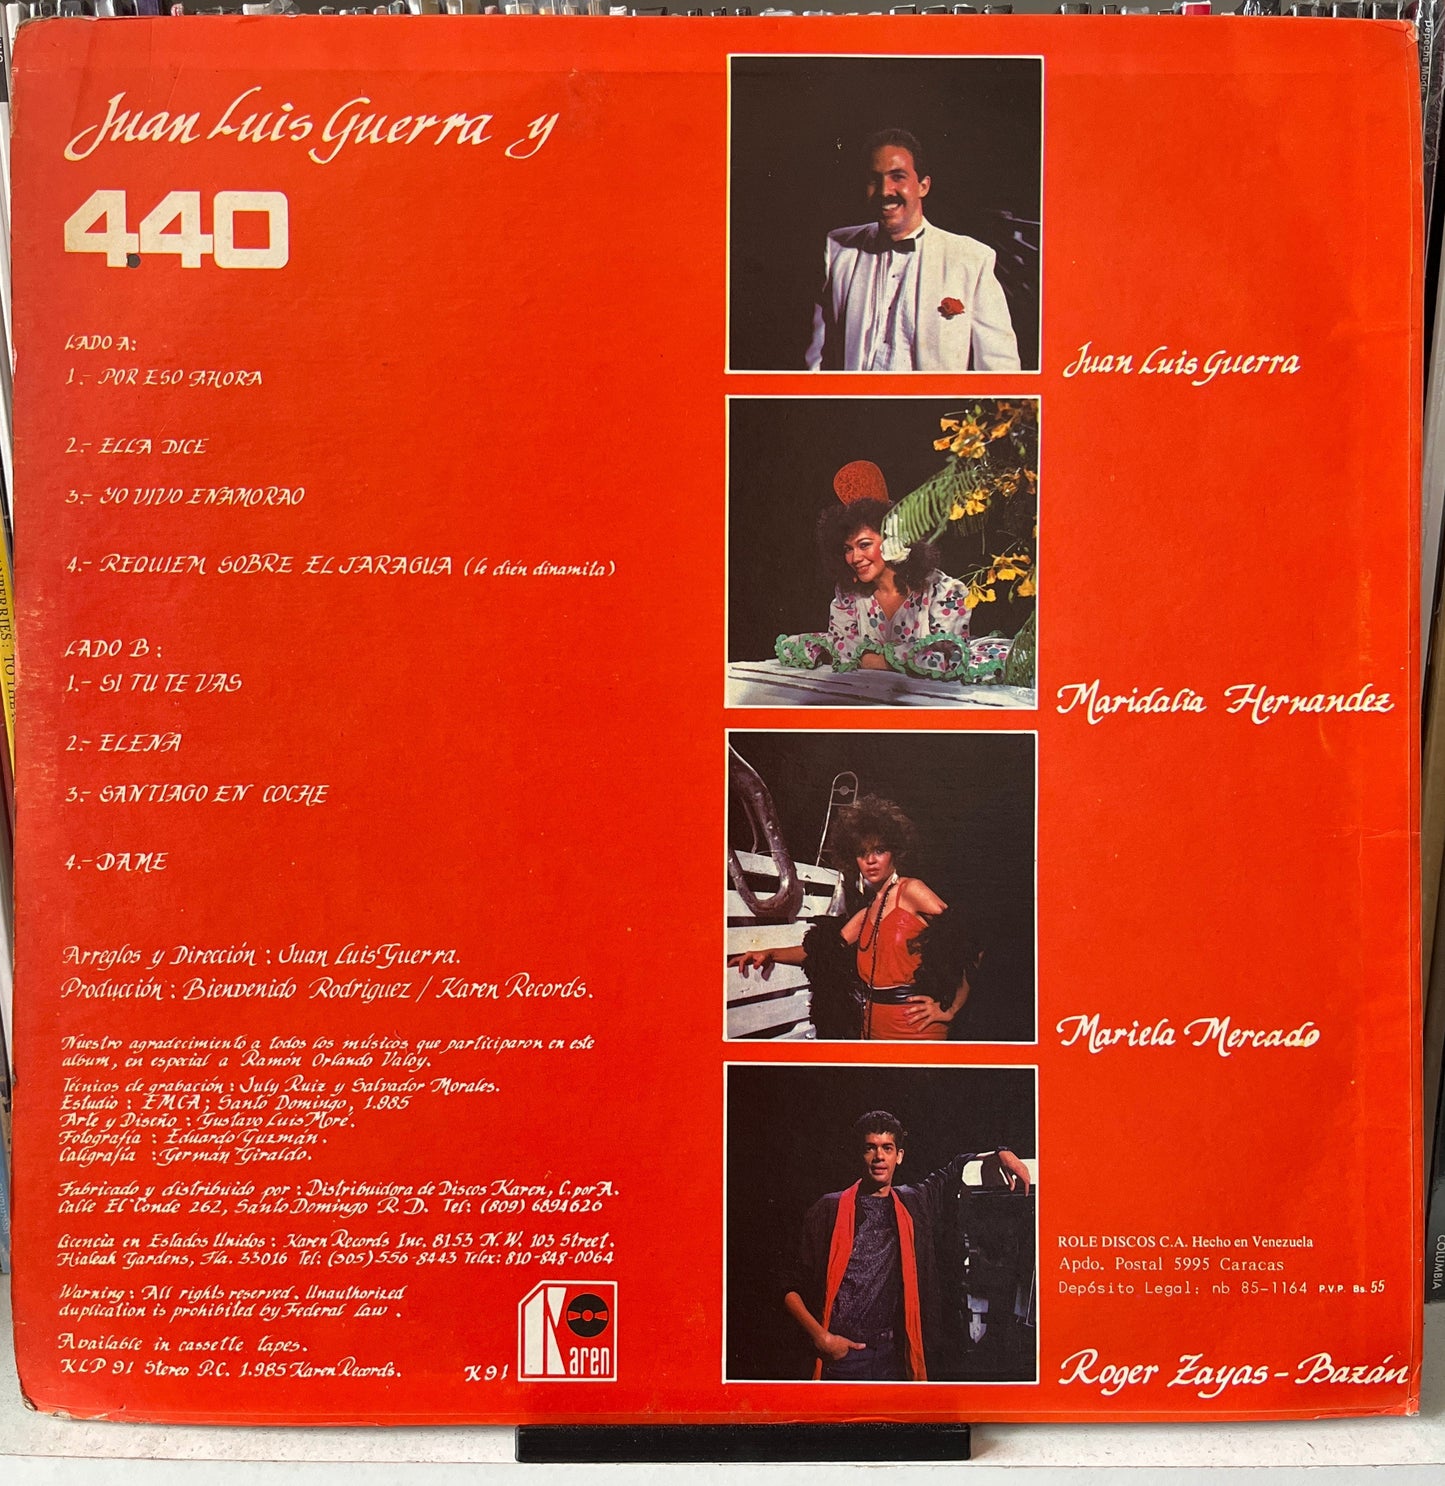 Juan Luis Guerra y
4.40
LADO A:
1.- POR ESO AHORA
2.- ELLA DICE
3.- YO VIVO ENAMORAO
4.- REQUIEM SOBRE EL JARAGUA (le dién dinamita)
LADO B:
1.- SI TU TE VAS
2.- ELENA
3.- SANTIAGO EN COCHE
4.- DAME
Arreglos y Dirección : Juan Luis Guerra.
Producción : Bienvenido Rodriguez / Karen Records.
Nuestro agradecimiento a todos los músicos que participaron en este
album, en especial a Ramón Orlando Valoy.
Técnicos de grabación : July Ruiz y Salvador Morales.
Estudio : EMCA; Santo Domingo, 1.985
Arte y Diseño : Gustavo Luis Moré.
Fotografía : Eduardo Guzmán.
Caligrafía : Germán Giraldo.
Fabricado y distribuido por : Distribuidora de Discos Karen, C. por A.
Calle El Conde 262, Santo Domingo R. D. Tel: (809) 6894626
Licencia en Estados Unidos : Karen Records Inc. 8153 N. W. 103 Street.
Hialeah Gardens, Fla. 33016 Tel: (305) 556-8443 Telex: 810-848-0064
Warning : All rights reserved. Unauthorized
duplication is prohibited by Federal Law .
Available in cassette tapes.
KLP 91 Stereo P.C. 1.985 Karen Records.
K 91
Karen
Juan Luis Guerra
Maridalia Hernandez
Mariela Mercado
ROLE DISCOS C.A. Hecho en Venezuela
Apdo. Postal 5995 Caracas
Depósito Legal: nb 85-1164 P.V.P. Bs. 55
Roger Zayas - Bazán
Depeche Mode
COLUMBIA